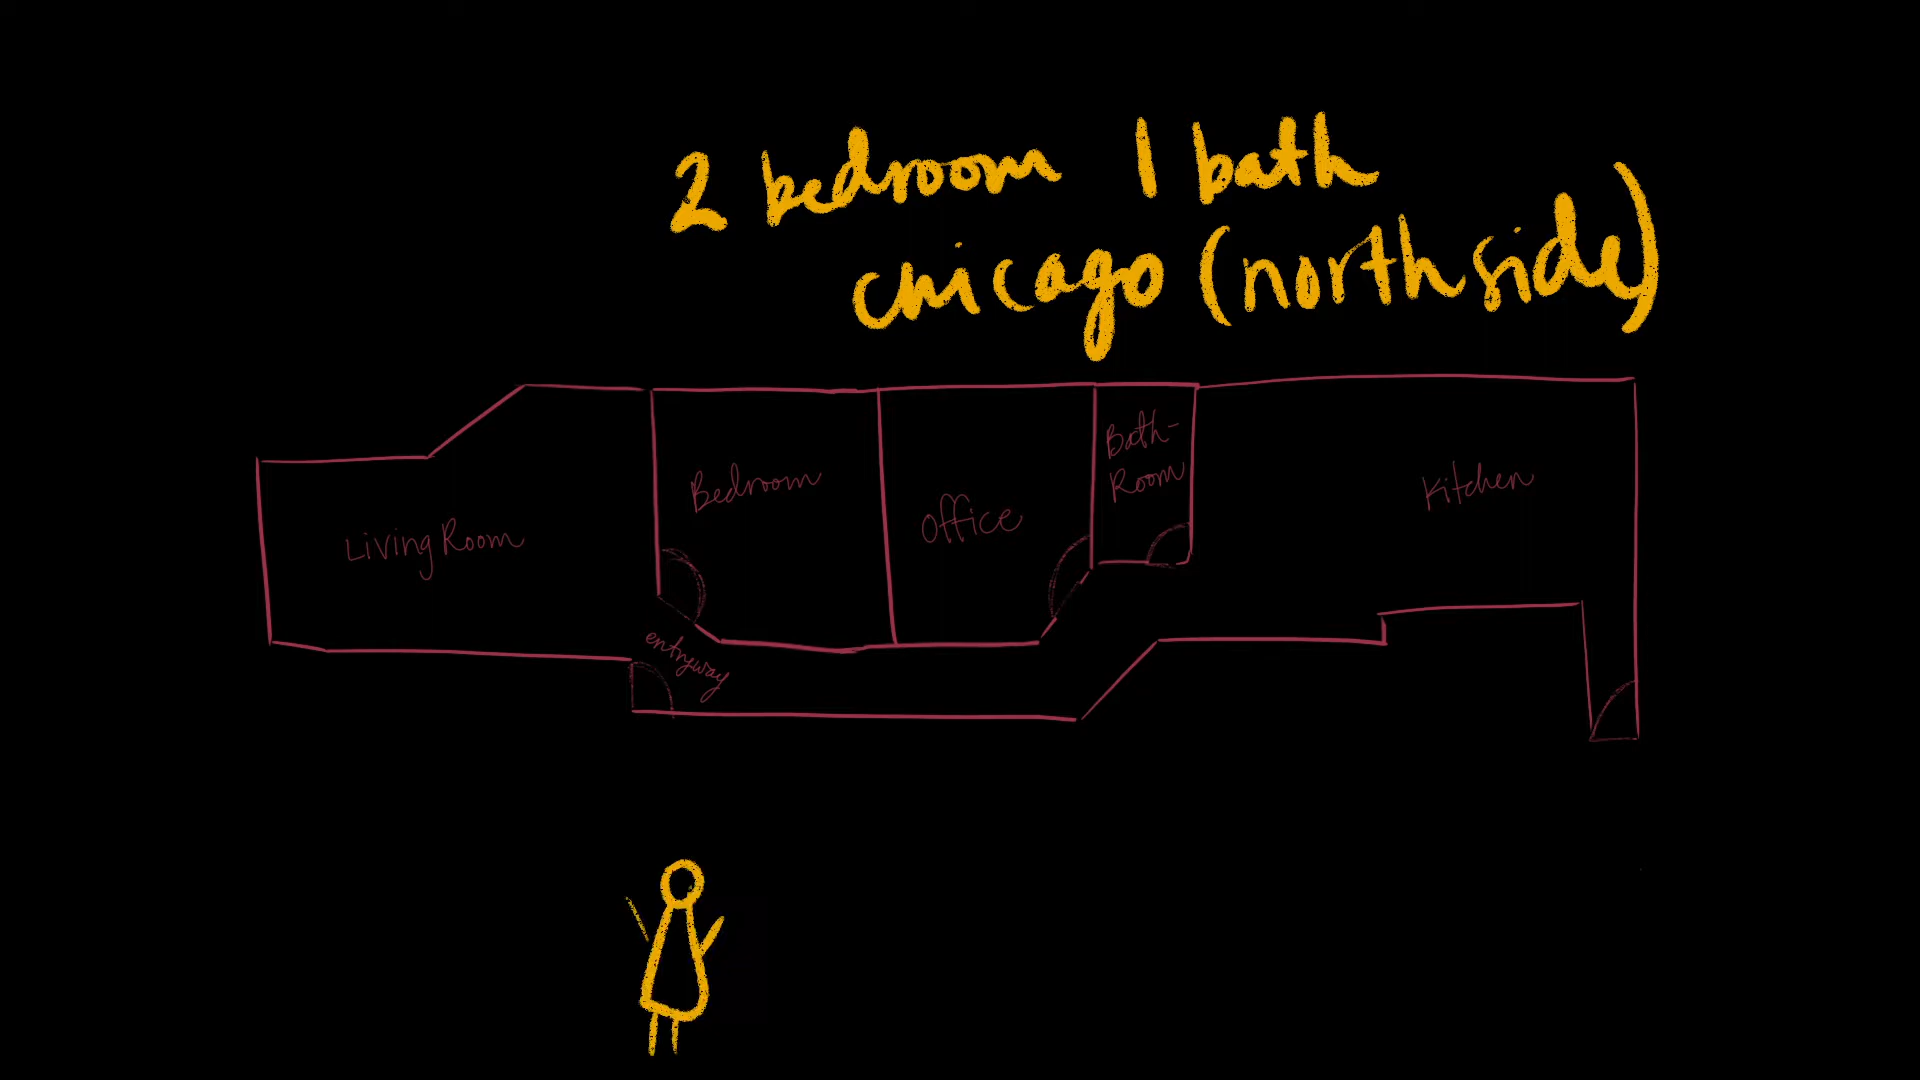 2 bedroom 1 bath
chicago (north side)
Bedroom
Office
Bath-
Room
Kitchen
Living Room
entryway